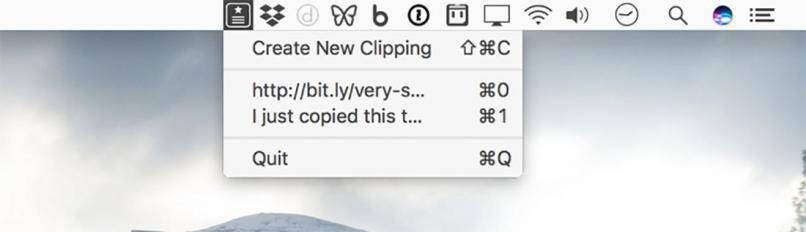 Create New Clipping ⇧⌘C
http://bit.ly/very-s... ⌘0
I just copied this t... ⌘1
Quit ⌘Q